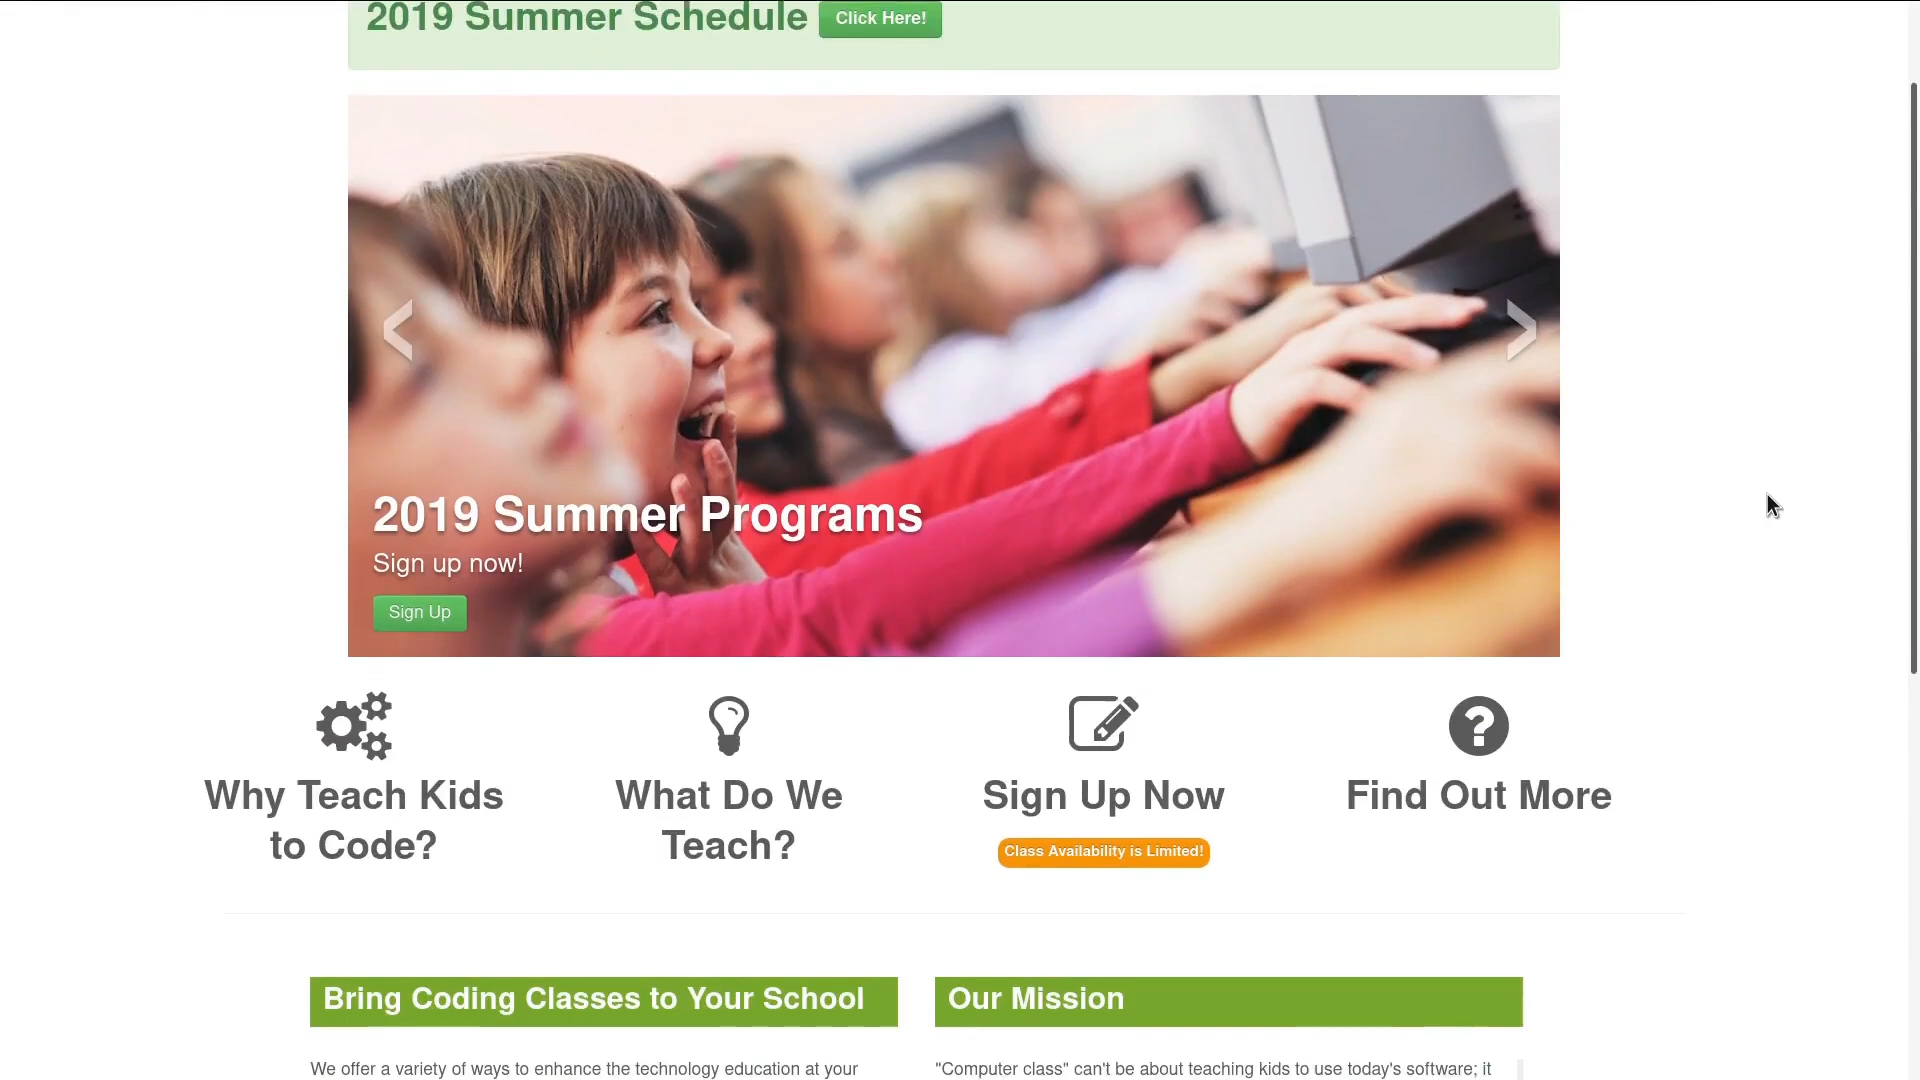 2019 Summer Schedule Click Here!
2019 Summer Programs
Sign up now!
Sign Up
Why Teach Kids
to Code?
What Do We
Teach?
Sign Up Now
Class Availability is Limited!
Find Out More
Bring Coding Classes to Your School
We offer a variety of ways to enhance the technology education at your
Our Mission
"Computer class" can't be about teaching kids to use today's software; it